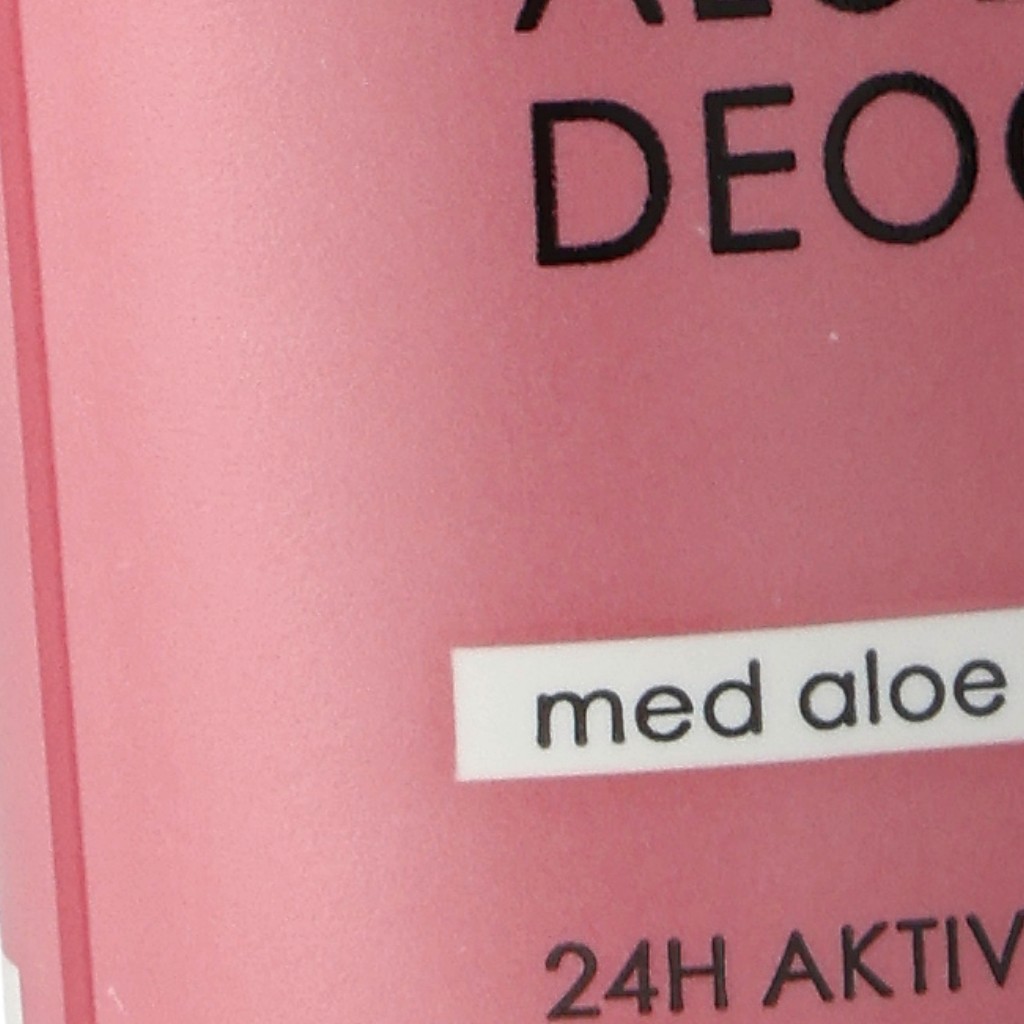 DEO
med aloe
24H AKTIV